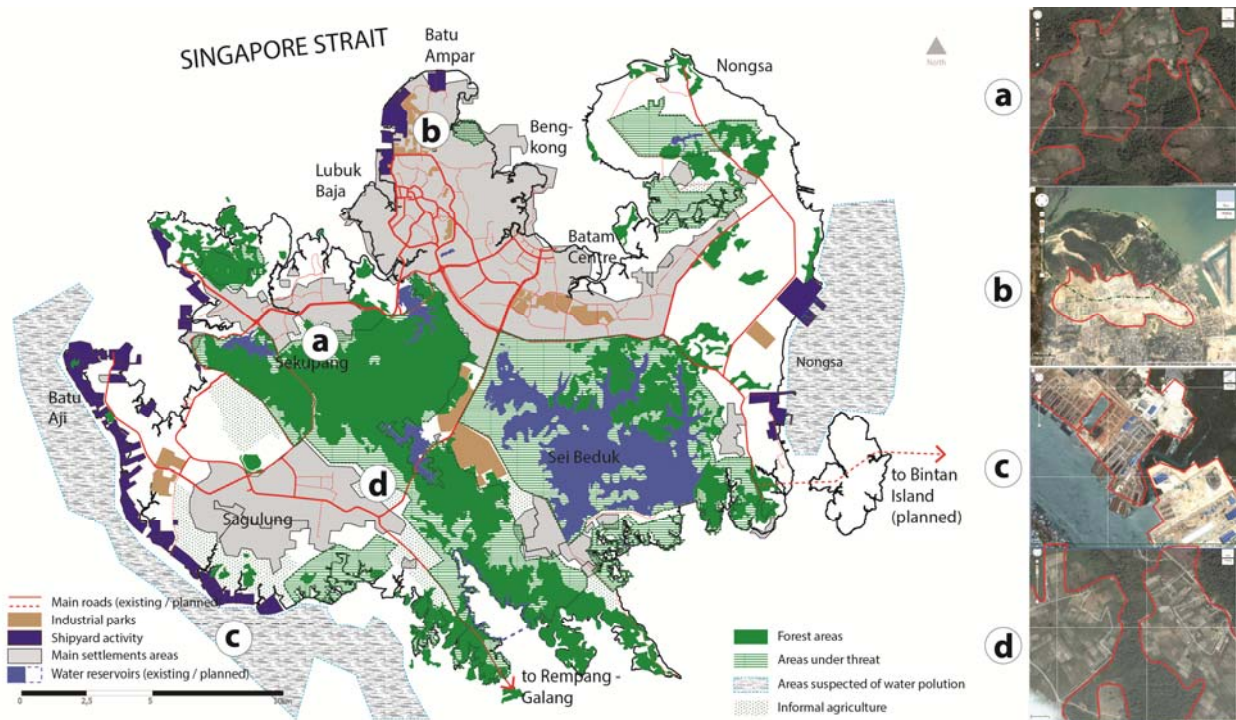 SINGAPORE STRAIT
Batu
Ampar
North
Nongsa
a
b
Beng-
kong
Lubuk
Baja
Batam
Centre
b
a
Sekupang
Nongsa
Batu
Aji
Sei Beduk
c
d
to Bintan
Island
(planned)
Sagulung
Main roads (existing / planned)
Industrial parks
Shipyard activity
Main settlements areas
Water reservoirs (existing / planned)
0
2,5
5
10km
c
to Rempang -
Galang
Forest areas
Areas under threat
Areas suspected of water polution
Informal agriculture
d